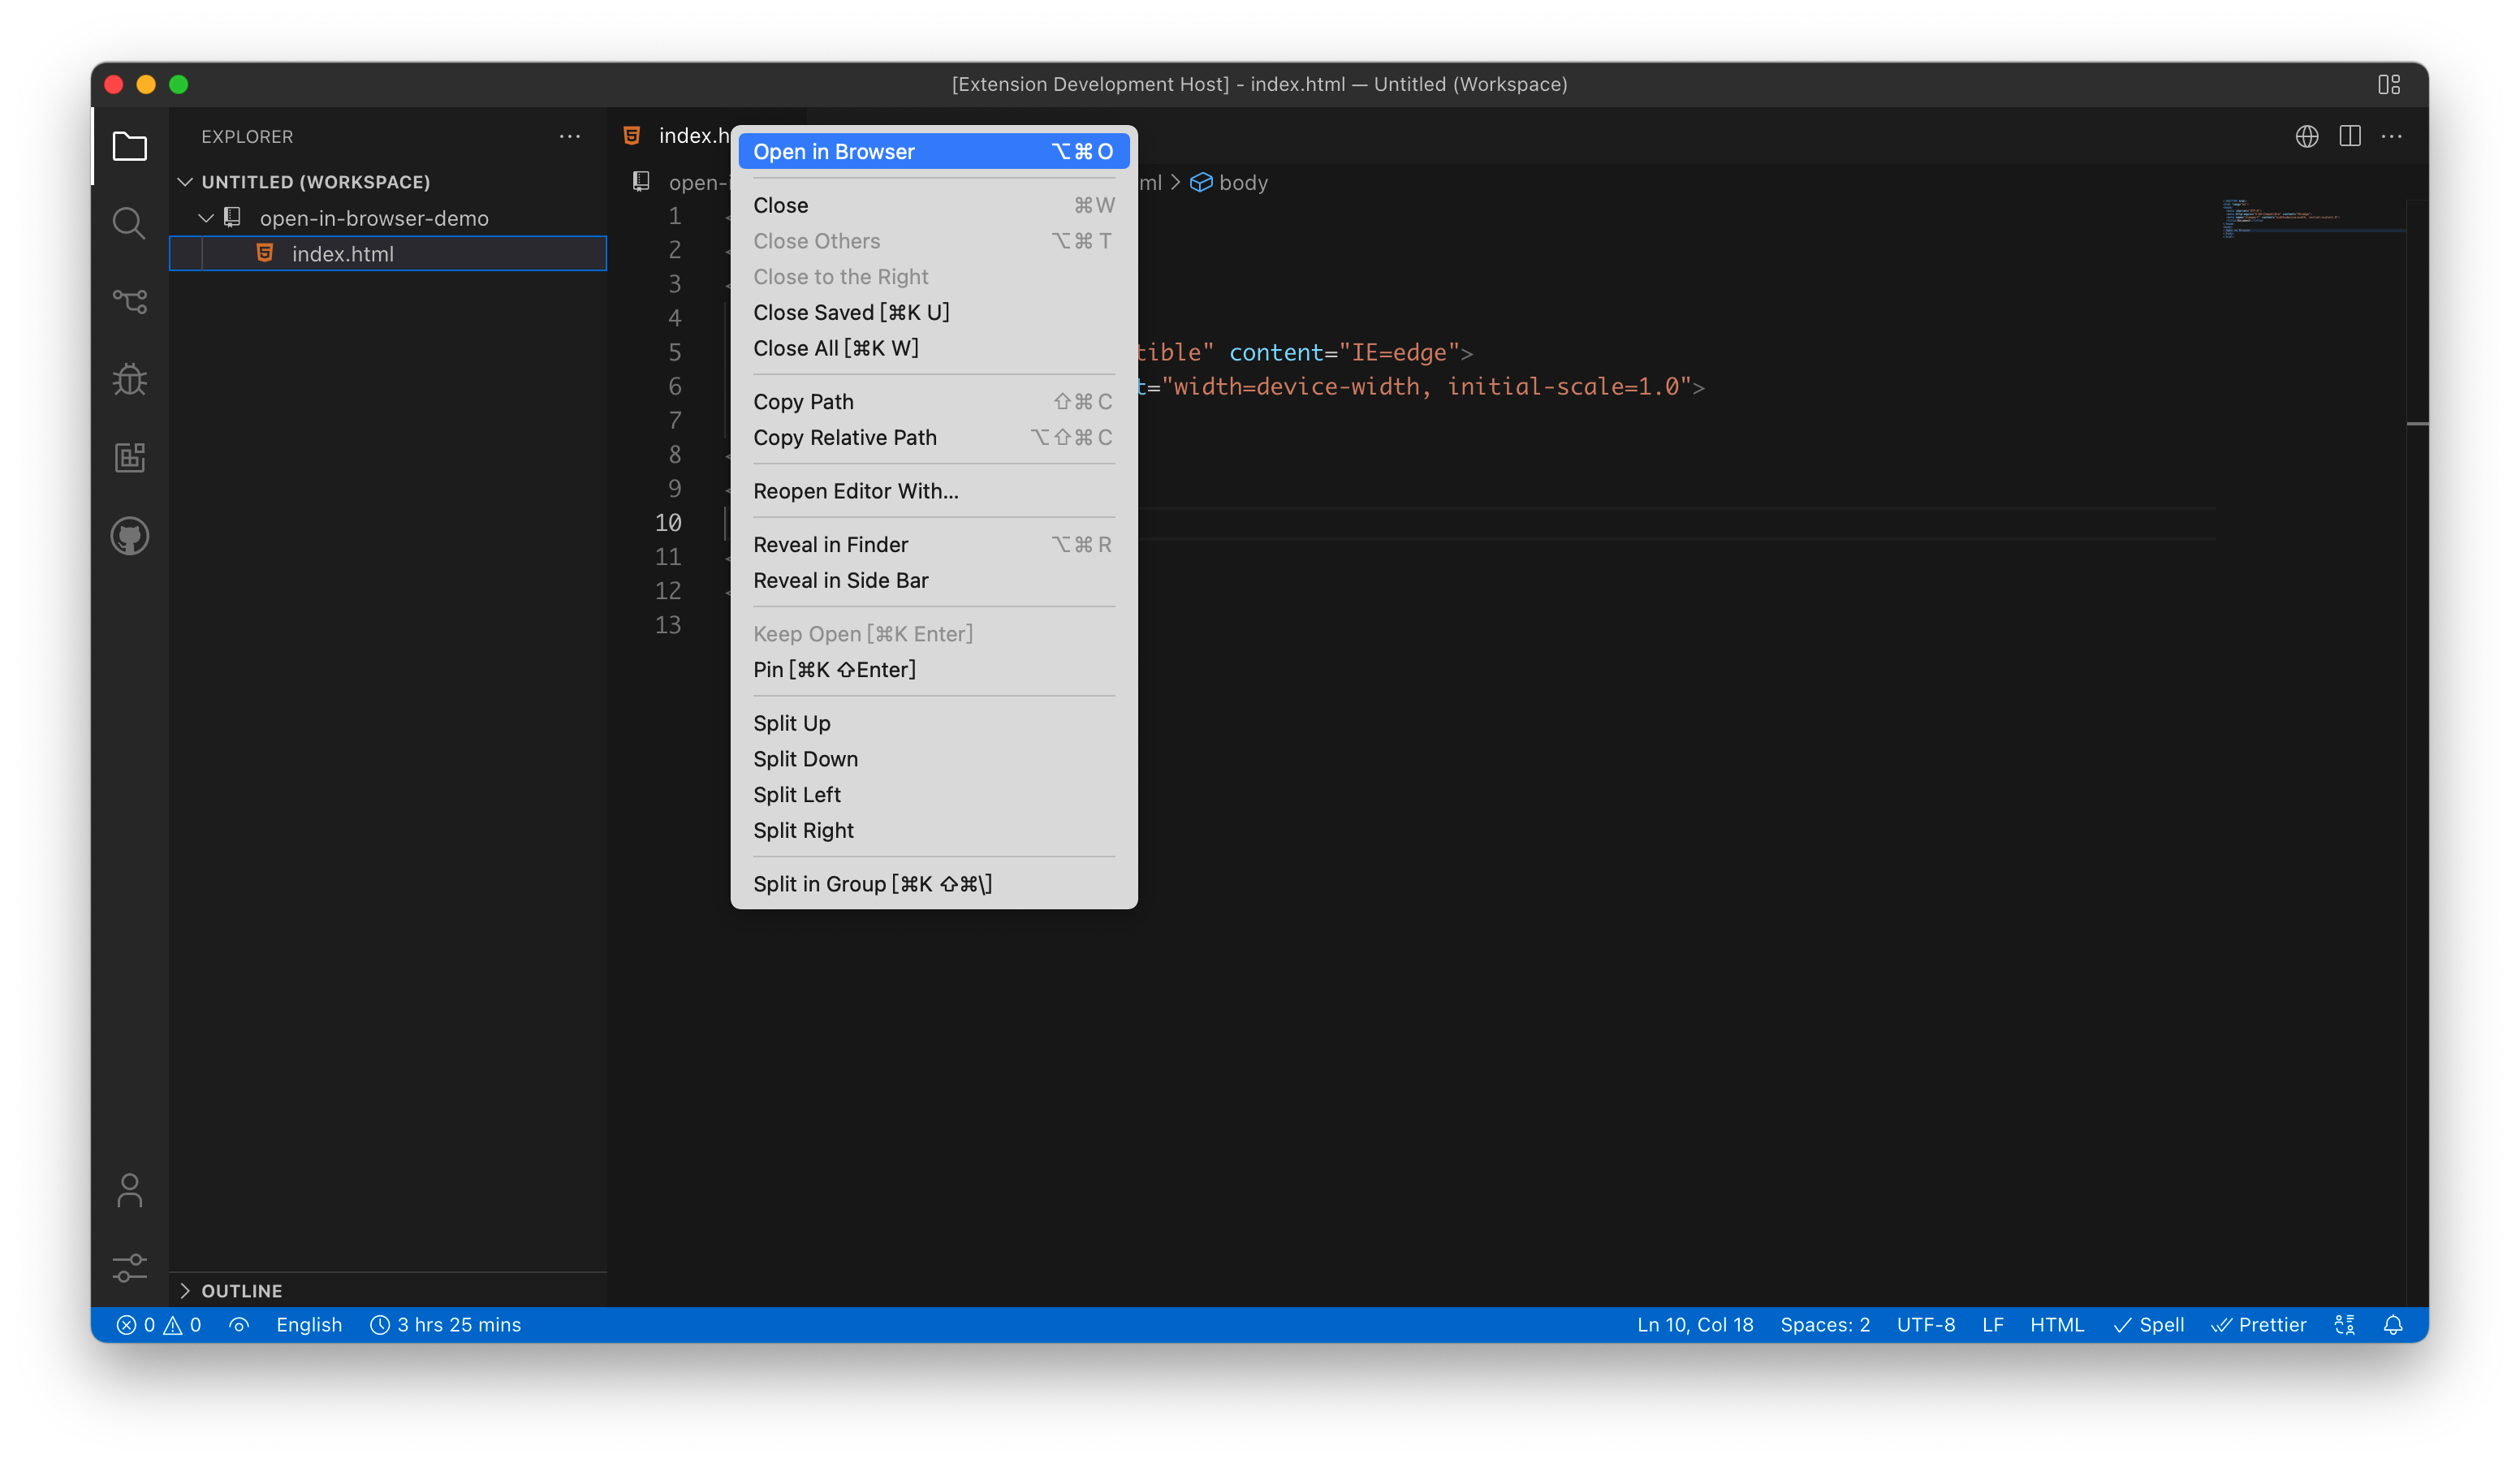 [Extension Development Host] - index.html — Untitled (Workspace)
EXPLORER
UNTITLED (WORKSPACE)
open-in-browser-demo
index.html
OUTLINE
index.h
open-
ml > body
1
2
3
4
5 tible" content="IE=edge">
6 t="width=device-width, initial-scale=1.0">
7
8
9
10
11
12
13
Open in Browser ⌥⌘O
Close ⌘W
Close Others ⌥⌘T
Close to the Right
Close Saved [⌘K U]
Close All [⌘K W]
Copy Path ⇧⌘C
Copy Relative Path ⌥⇧⌘C
Reopen Editor With...
Reveal in Finder ⌥⌘R
Reveal in Side Bar
Keep Open [⌘K Enter]
Pin [⌘K ⇧Enter]
Split Up
Split Down
Split Left
Split Right
Split in Group [⌘K ⇧⌘\]
0 0 English 3 hrs 25 mins Ln 10, Col 18 Spaces: 2 UTF-8 LF HTML Spell Prettier